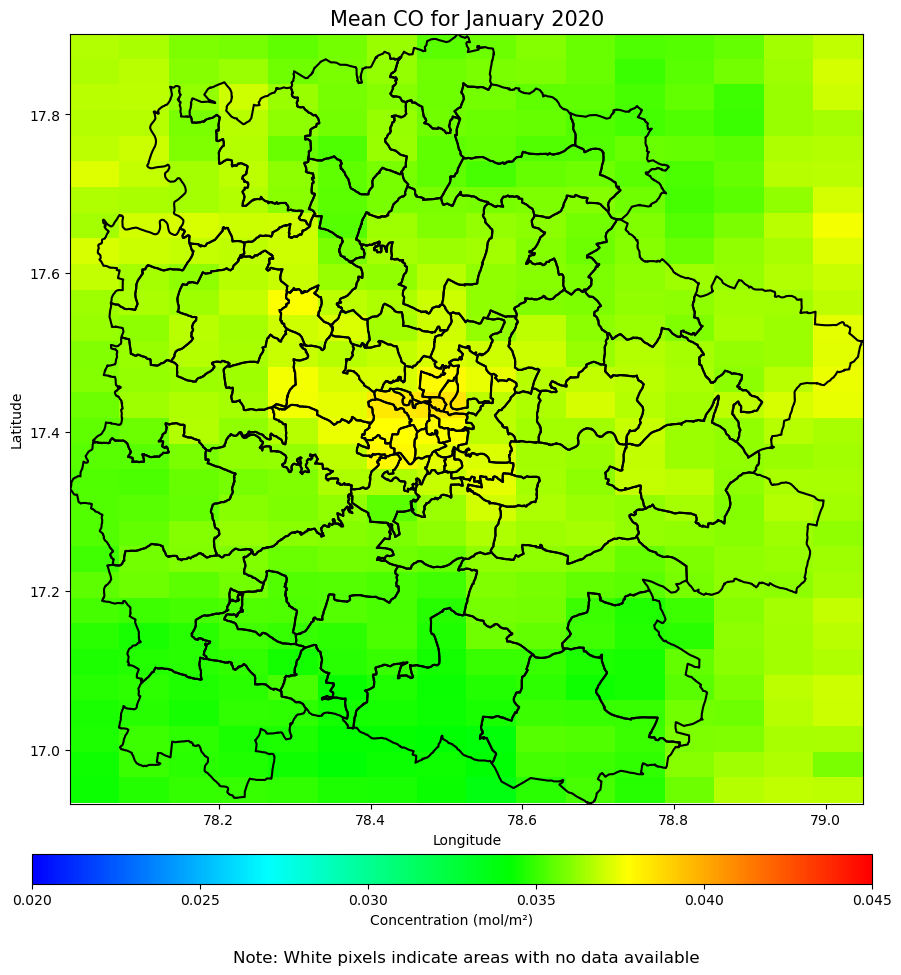 Mean CO for January 2020
17.8
17.6
17.4
17.2
17.0
Latitude
78.2 78.4 78.6 78.8 79.0
Longitude
0.020 0.025 0.030 0.035 0.040 0.045
Concentration (mol/m²)
Note: White pixels indicate areas with no data available